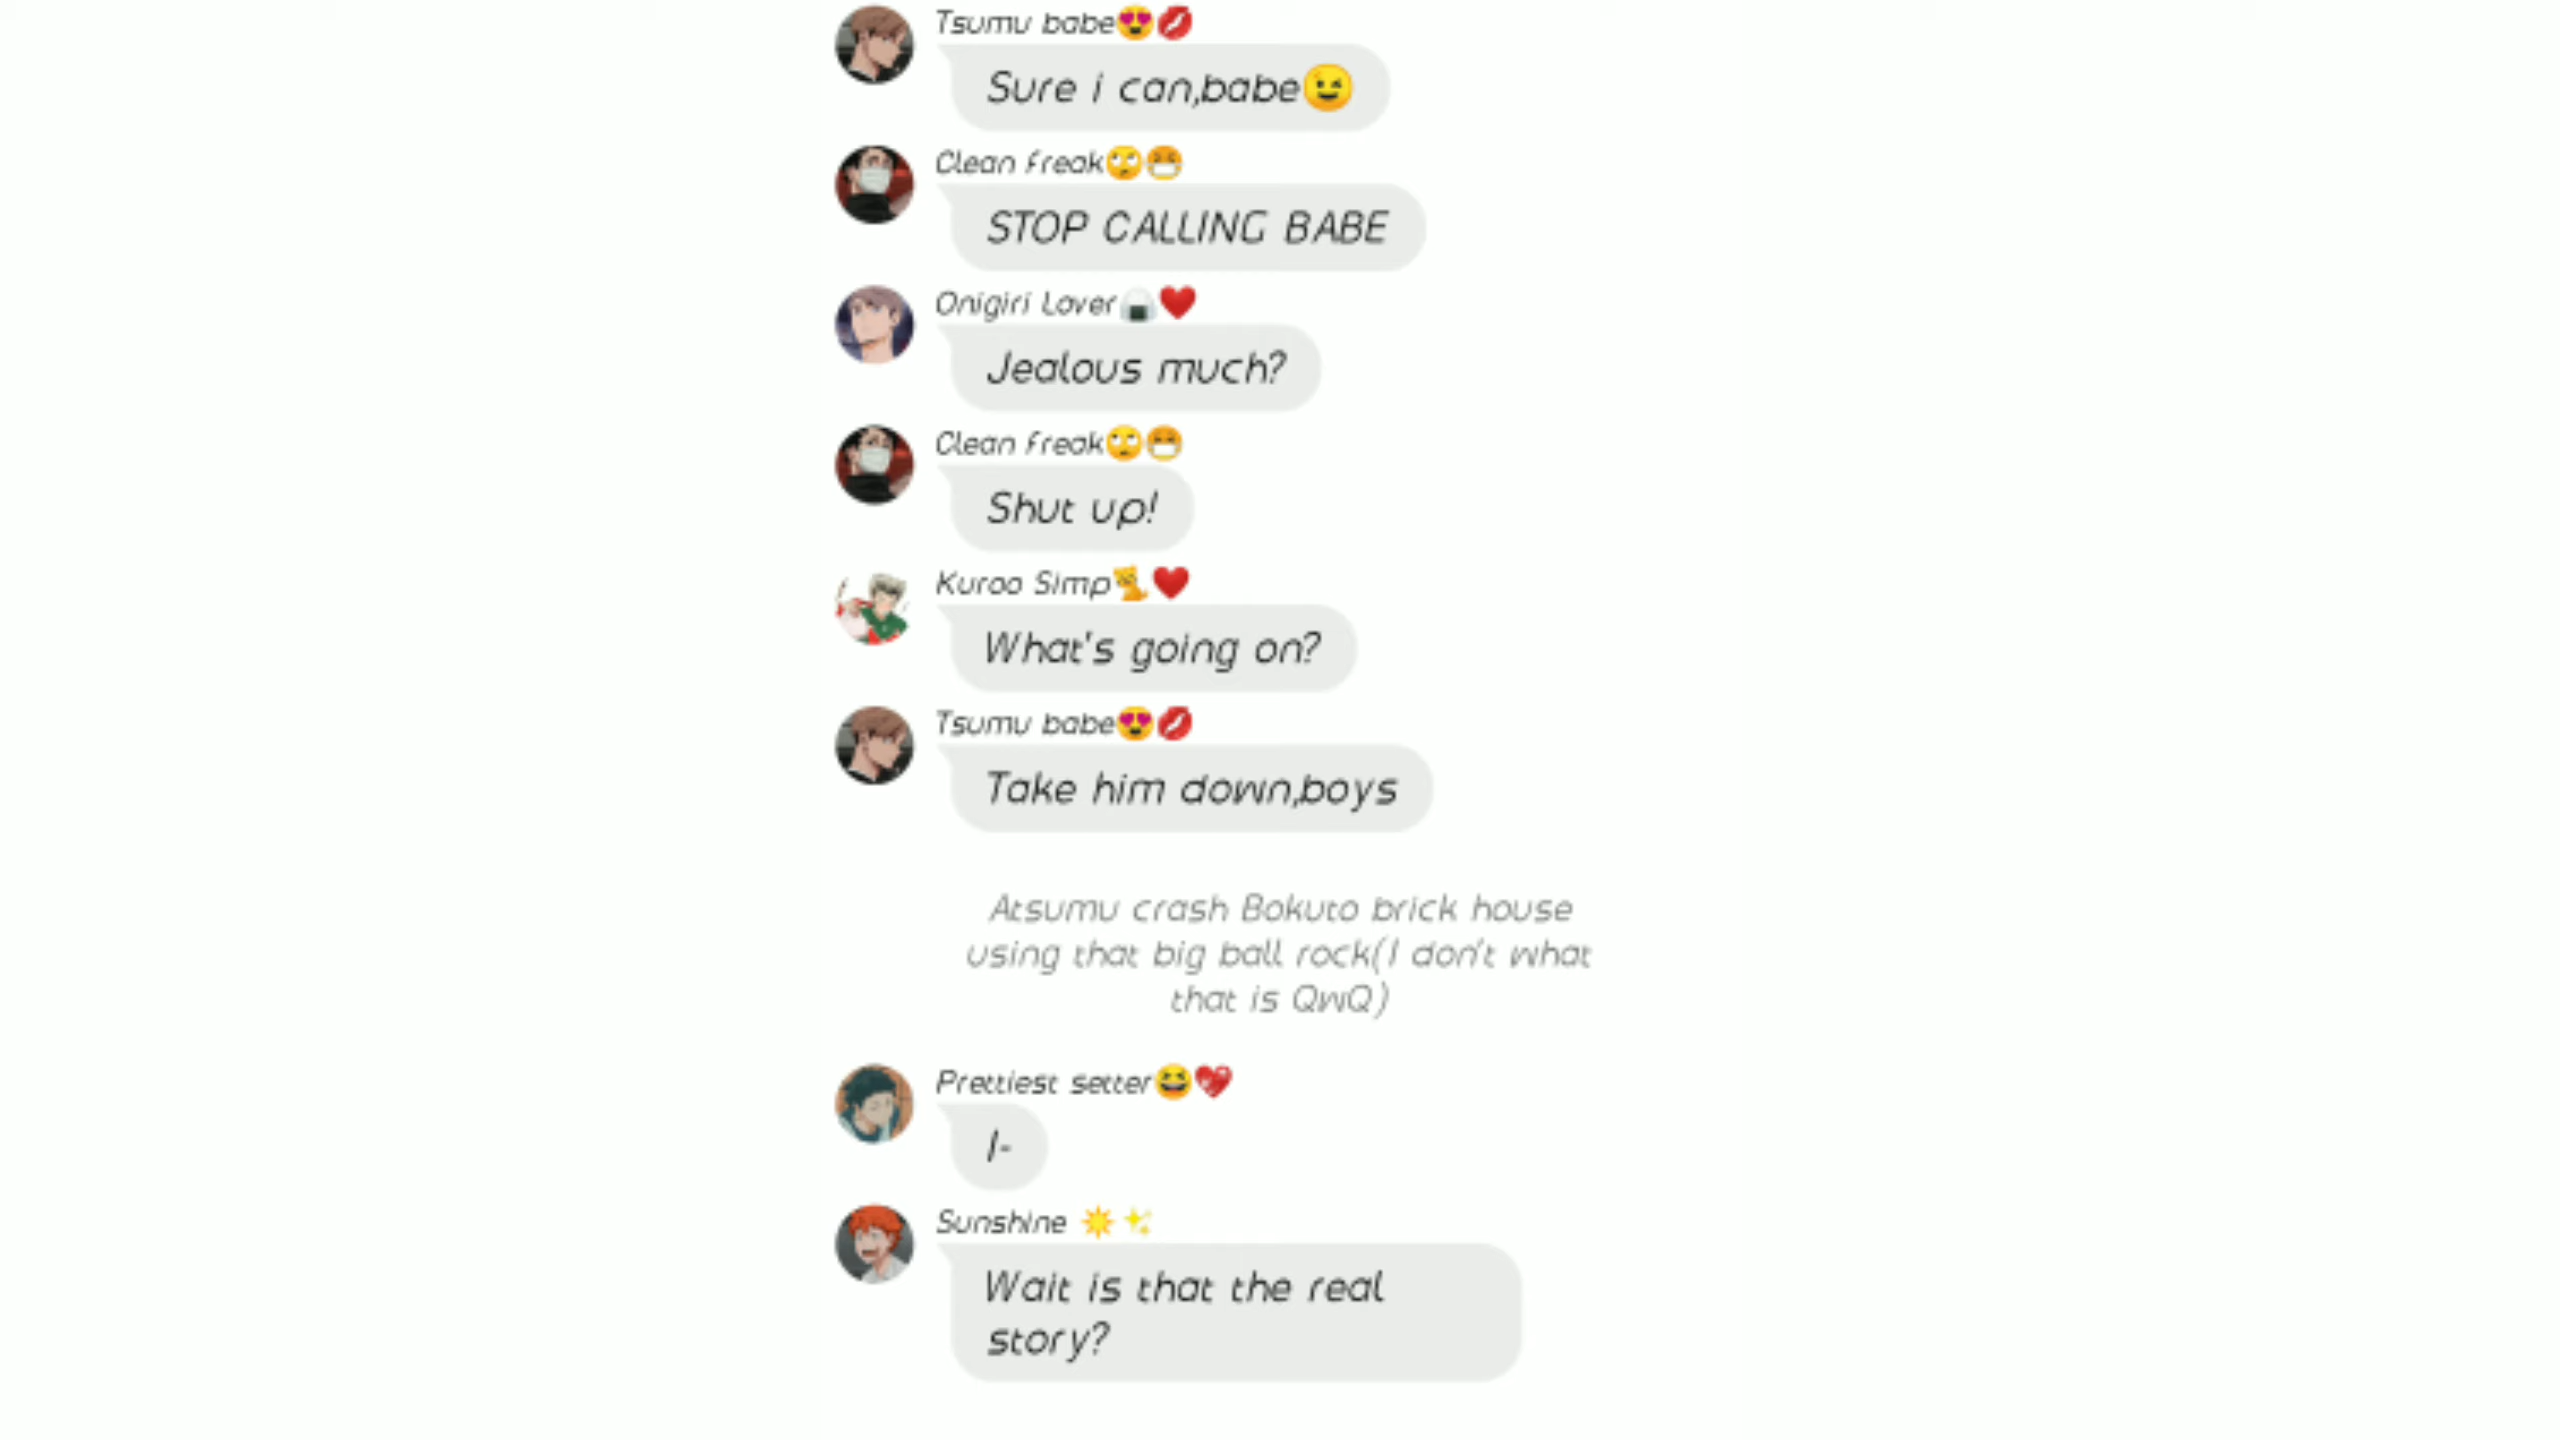 Tsumu babe😍💋
Sure i can,babe😉
Clean freak🙄😷
STOP CALLING BABE
Onigiri Lover🍙❤️
Jealous much?
Clean freak🙄😷
Shut up!
Kuroo Simp🐈❤️
What's going on?
Tsumu babe😍💋
Take him down,boys
Atsumu crash Bokuto brick house
using that big ball rock(I don't what
that is QwQ)
Prettiest setter😆💖
I-
Sunshine ☀️✨
Wait is that the real
story?